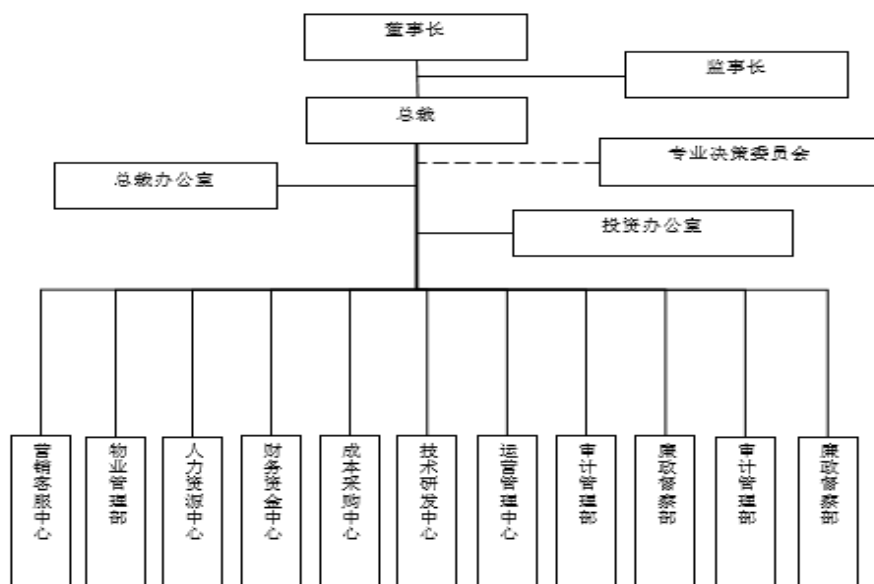 董事长
监事长
总裁
专业决策委员会
总裁办公室
投资办公室
营销客服中心
物业管理部
人力资源中心
财务资金中心
成本采购中心
技术研发中心
运营管理中心
审计管理部
廉政督察部
审计管理部
廉政督察部